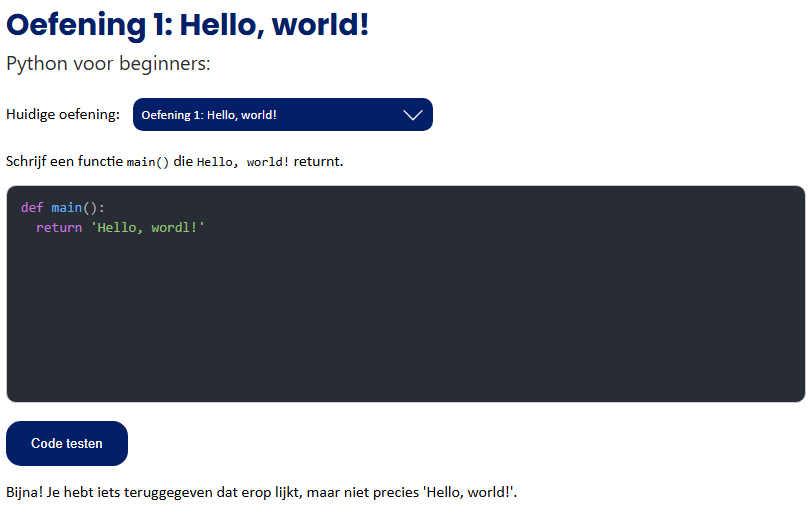 Oefening 1: Hello, world!
Python voor beginners:
Huidige oefening: Oefening 1: Hello, world!
Schrijf een functie main() die Hello, world! returnt.
def main():
  return 'Hello, wordl!'
Code testen
Bijna! Je hebt iets teruggegeven dat erop lijkt, maar niet precies 'Hello, world!'.